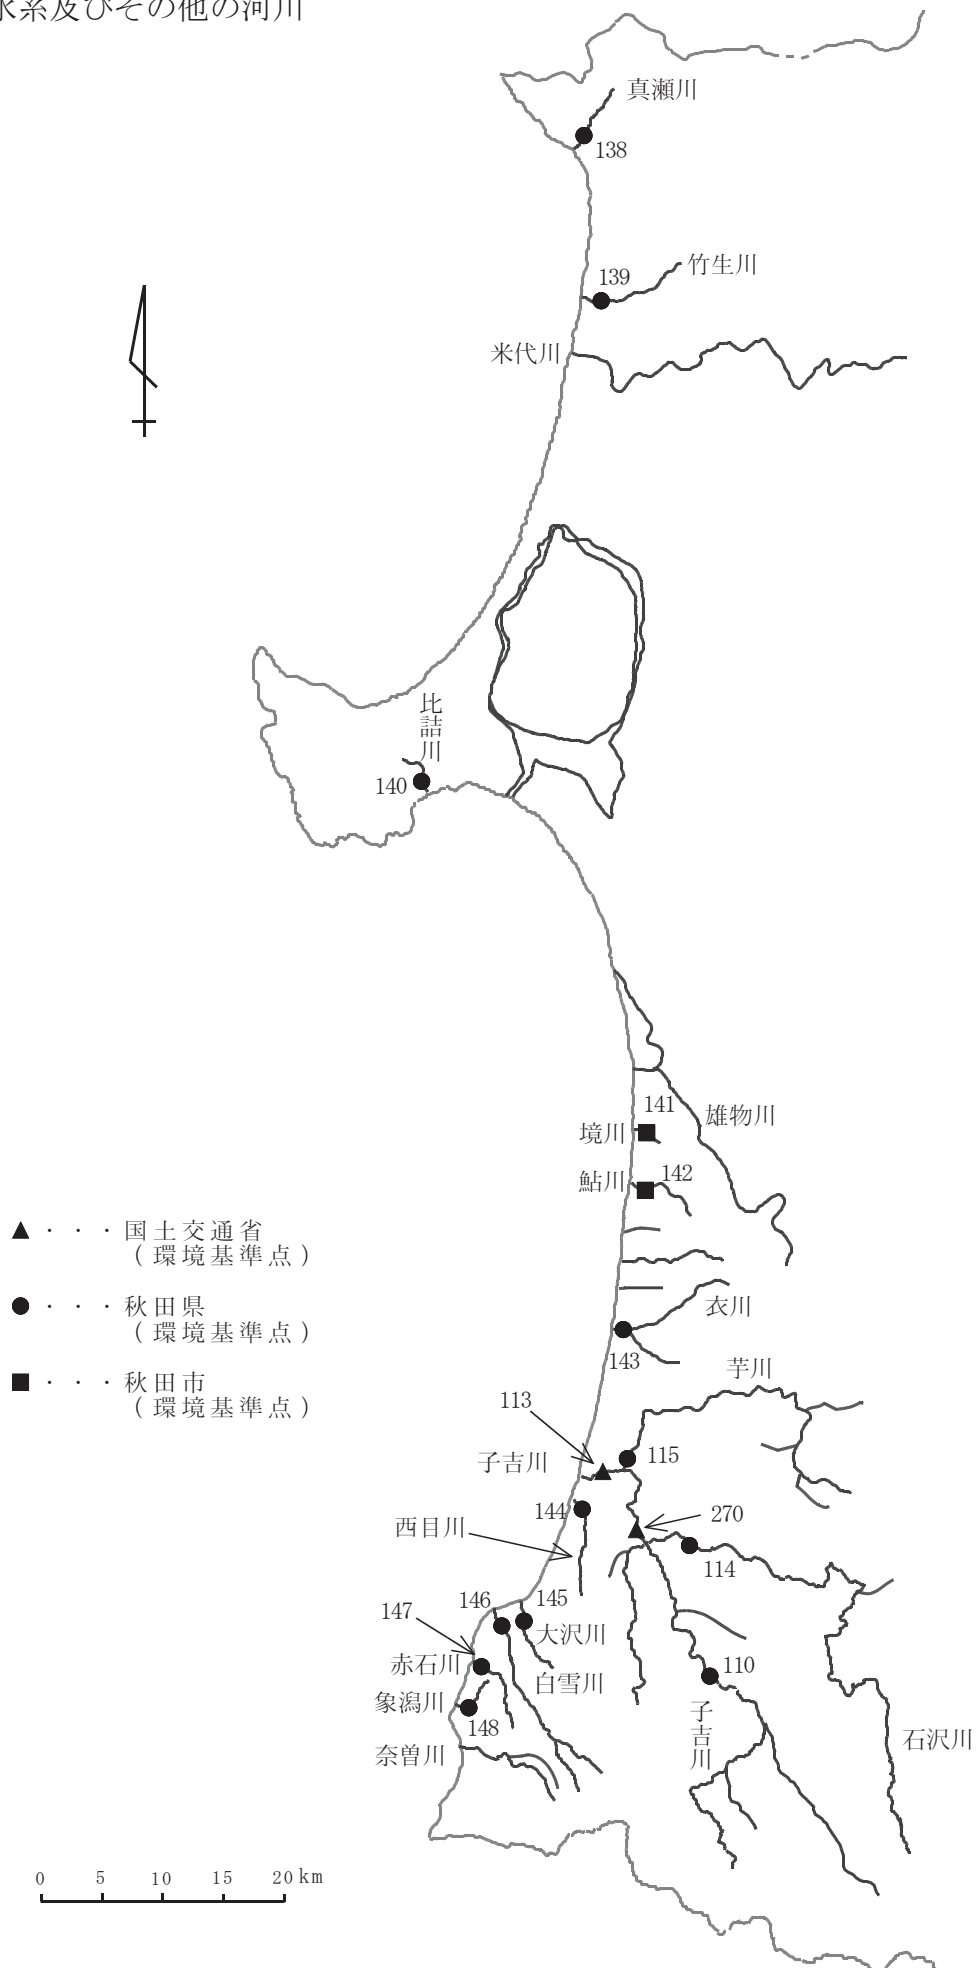 水系及びその他の河川
真瀬川
138
139
竹生川
米代川
比詰川
140
141
雄物川
境川
142
鮎川
▲・・・国土交通省
(環境基準点)
●・・・秋田県
(環境基準点)
■・・・秋田市
(環境基準点)
衣川
143
芋川
113
115
子吉川
144
270
西目川
114
146
145
147
大沢川
赤石川
110
白雪川
象潟川
148
子吉川
奈曽川
石沢川
0 5 10 15 20 km